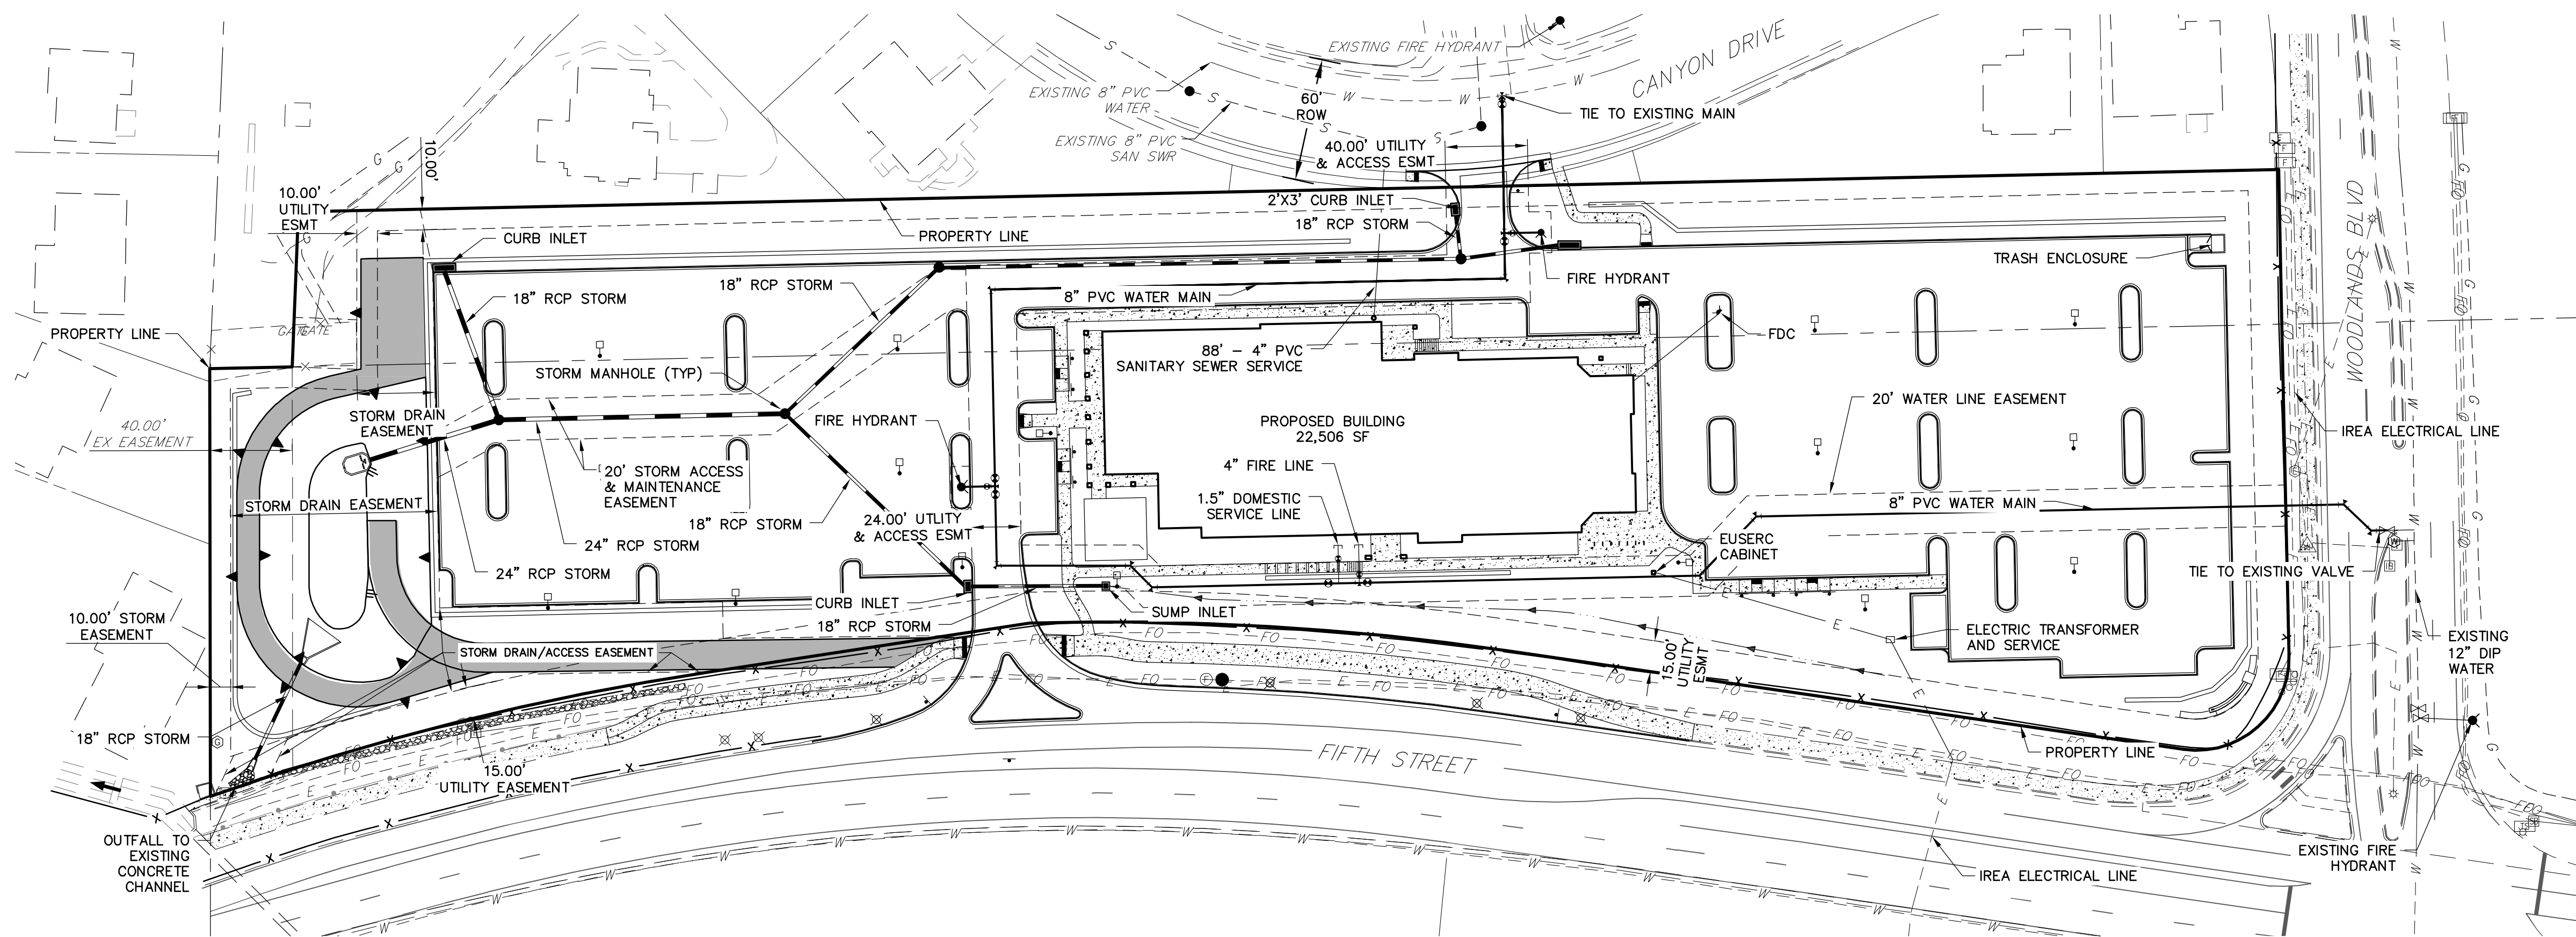 EXISTING FIRE HYDRANT
CANYON DRIVE
EXISTING 8" PVC
WATER
60'
ROW
TIE TO EXISTING MAIN
EXISTING 8" PVC
SAN SWR
40.00' UTILITY
& ACCESS ESMT
10.00'
10.00'
UTILITY
ESMT
2'X3' CURB INLET
18" RCP STORM
WOODLANDS BLVD
CURB INLET
PROPERTY LINE
TRASH ENCLOSURE
FIRE HYDRANT
18" RCP STORM
18" RCP STORM
8" PVC WATER MAIN
PROPERTY LINE
GATE
FDC
88' - 4" PVC
SANITARY SEWER SERVICE
STORM MANHOLE (TYP)
20' WATER LINE EASEMENT
STORM DRAIN
EASEMENT
FIRE HYDRANT
PROPOSED BUILDING
22,506 SF
40.00'
EX EASEMENT
IREA ELECTRICAL LINE
20' STORM ACCESS
& MAINTENANCE
EASEMENT
4" FIRE LINE
STORM DRAIN EASEMENT
1.5" DOMESTIC
SERVICE LINE
8" PVC WATER MAIN
18" RCP STORM
24.00' UTLITY
& ACCESS ESMT
24" RCP STORM
EUSERC
CABINET
24" RCP STORM
TIE TO EXISTING VALVE
CURB INLET
SUMP INLET
10.00' STORM
EASEMENT
18" RCP STORM
ELECTRIC TRANSFORMER
AND SERVICE
EXISTING
12" DIP
WATER
STORM DRAIN/ACCESS EASEMENT
15.00'
UTILITY
ESMT
18" RCP STORM
PROPERTY LINE
FIFTH STREET
15.00'
UTILITY EASEMENT
OUTFALL TO
EXISTING
CONCRETE
CHANNEL
EXISTING FIRE
HYDRANT
IREA ELECTRICAL LINE